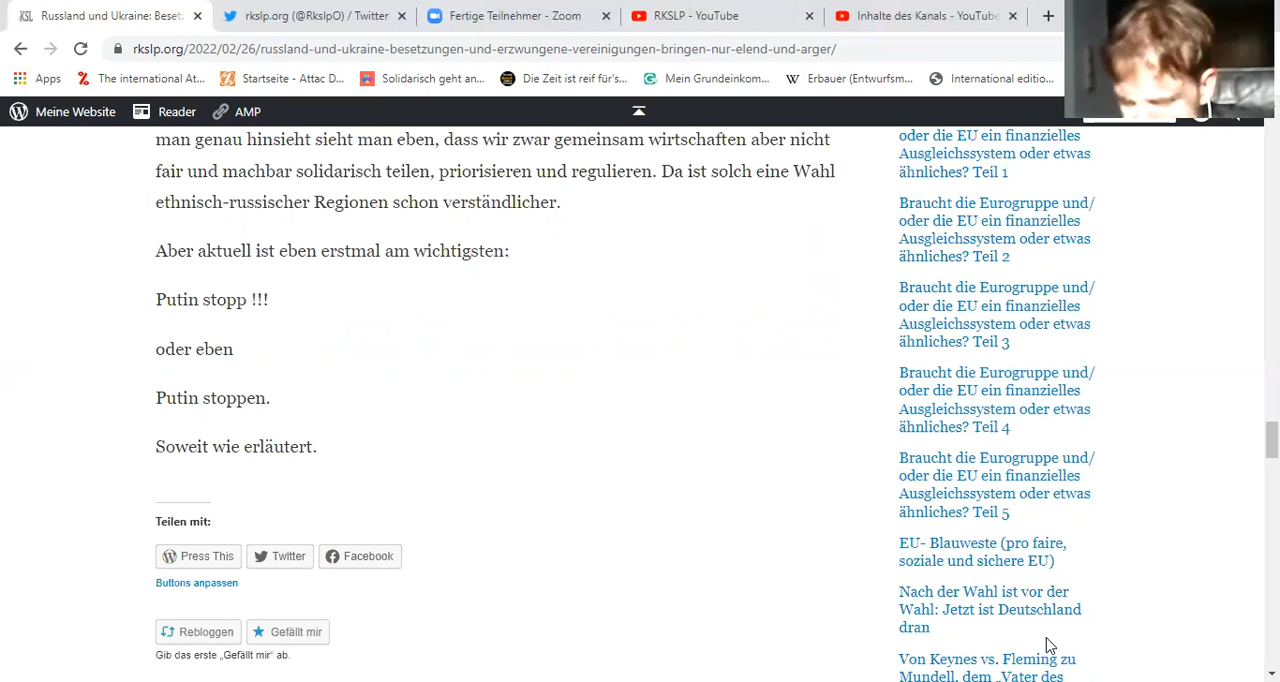 Russland und Ukraine: Beset
rksip.org (@RkslpO) / Twitter
Fertige Teilnehmer - Zoom
RKSLP - YouTube
Inhalte des Kanals - YouTube
rkslp.org/2022/02/26/russland-und-ukraine-besetzungen-und-erzwungene-vereinigungen-bringen-nur-elend-und-arger/
Apps
The international At...
Startseite - Attac D...
Solidarisch geht an...
Die Zeit ist reif für's...
Mein Grundeinkom...
Erbauer (Entwurfsm...
International editio...
Meine Website
Reader
AMP
man genau hinsieht sieht man eben, dass wir zwar gemeinsam wirtschaften aber nicht
fair und machbar solidarisch teilen, priorisieren und regulieren. Da ist solch eine Wahl
ethnisch-russischer Regionen schon verständlicher.
Aber aktuell ist eben erstmal am wichtigsten:
Putin stopp !!!
oder eben
Putin stoppen.
Soweit wie erläutert.
Teilen mit:
Press This
Twitter
Facebook
Buttons anpassen
Rebloggen
Gefällt mir
Gib das erste „Gefällt mir“ ab.
oder die EU ein finanzielles
Ausgleichssystem oder etwas
ähnliches? Teil 1
Braucht die Eurogruppe und/
oder die EU ein finanzielles
Ausgleichssystem oder etwas
ähnliches? Teil 2
Braucht die Eurogruppe und/
oder die EU ein finanzielles
Ausgleichssystem oder etwas
ähnliches? Teil 3
Braucht die Eurogruppe und/
oder die EU ein finanzielles
Ausgleichssystem oder etwas
ähnliches? Teil 4
Braucht die Eurogruppe und/
oder die EU ein finanzielles
Ausgleichssystem oder etwas
ähnliches? Teil 5
EU- Blauweste (pro faire,
soziale und sichere EU)
Nach der Wahl ist vor der
Wahl: Jetzt ist Deutschland
dran
Von Keynes vs. Fleming zu
Mundell, dem „Vater des